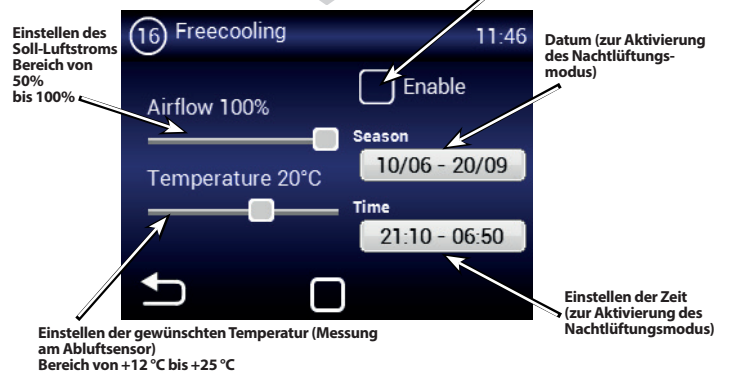 Einstellen des
Soll-Luftstroms
Bereich von
50%
bis 100%
16 Freecooling 11:46
Enable
Airflow 100%
Season
10/06 - 20/09
Temperature 20°C
Time
21:10 - 06:50
Datum (zur Aktivierung
des Nachtlüftungs-
modus)
Einstellen der Zeit
(zur Aktivierung des
Nachtlüftungsmodus)
Einstellen der gewünschten Temperatur (Messung
am Abluftsensor)
Bereich von +12 °C bis +25 °C